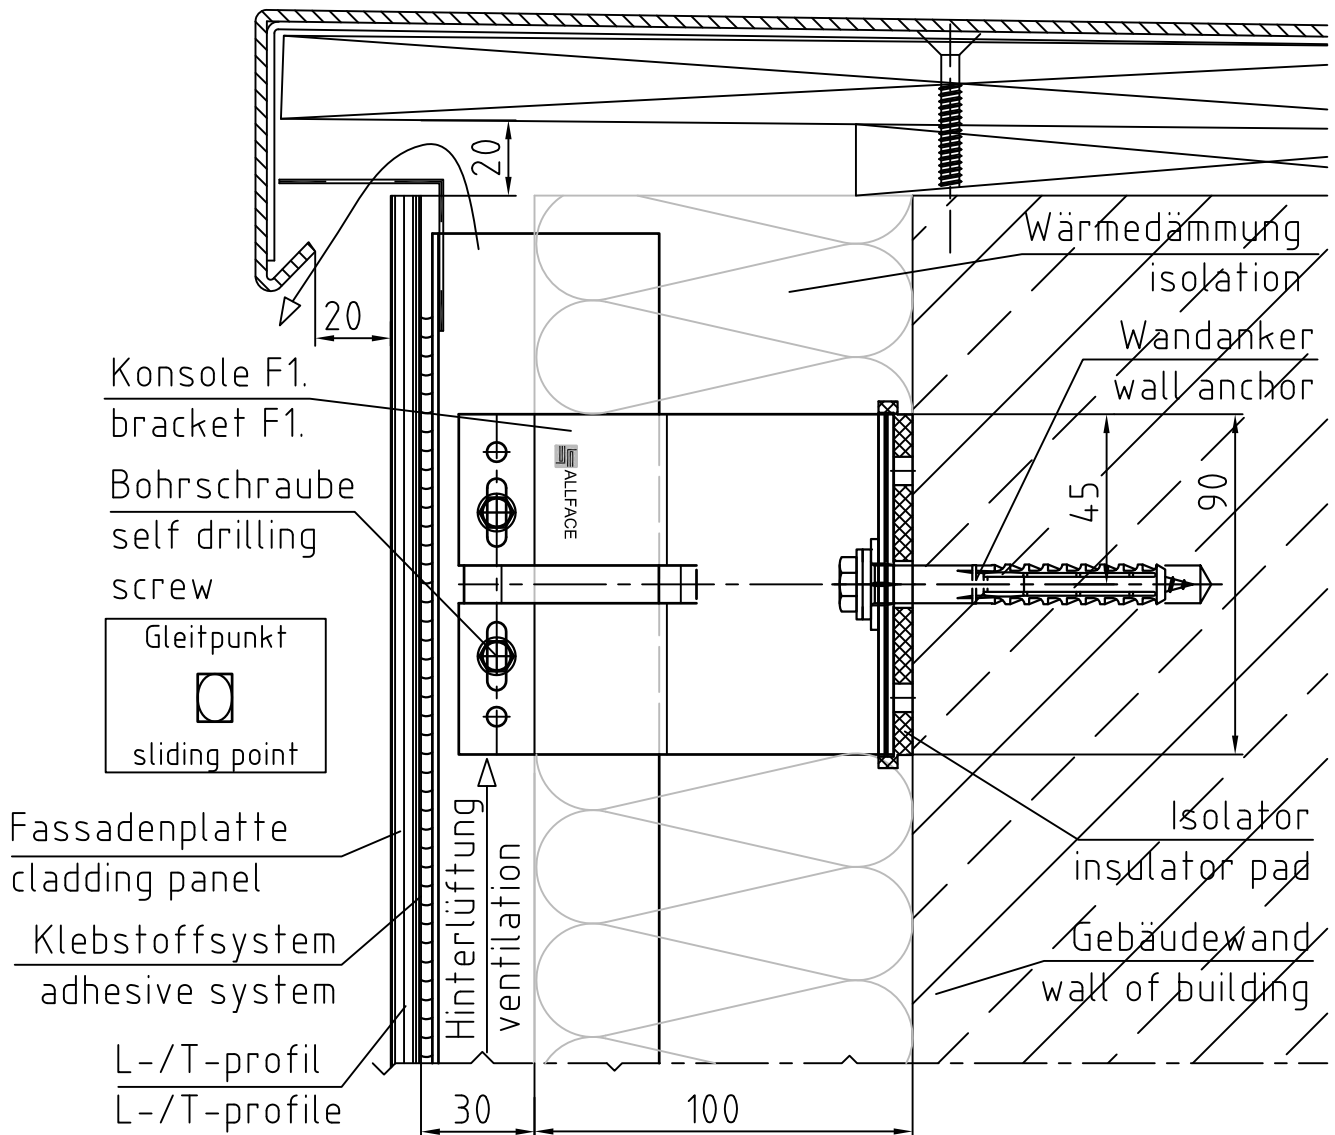 20
Wärmedämmung
isolation
20
Wandanker
wall anchor
Konsole F1.
bracket F1.
Bohrschraube
self drilling
screw
ALLFACE
45
90
Gleitpunkt
sliding point
Fassadenplatte
cladding panel
Hinterlüftung
ventilation
Isolator
insulator pad
Klebstoffsystem
adhesive system
Gebäudewand
wall of building
L-/T-profil
L-/T-profile
30
100